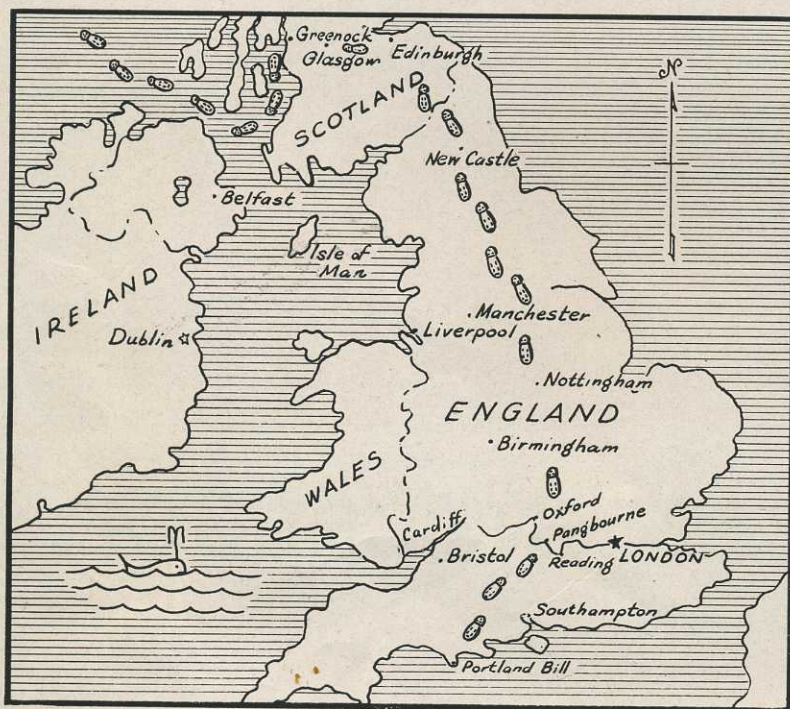 Greenock
Glasgow
Edinburgh
SCOTLAND
N
New Castle
Belfast
Isle of
Man
IRELAND
Dublin
Manchester
Liverpool
Nottingham
ENGLAND
Birmingham
WALES
Oxford
Cardiff
Pangbourne
Bristol
Reading
LONDON
Southampton
Portland Bill